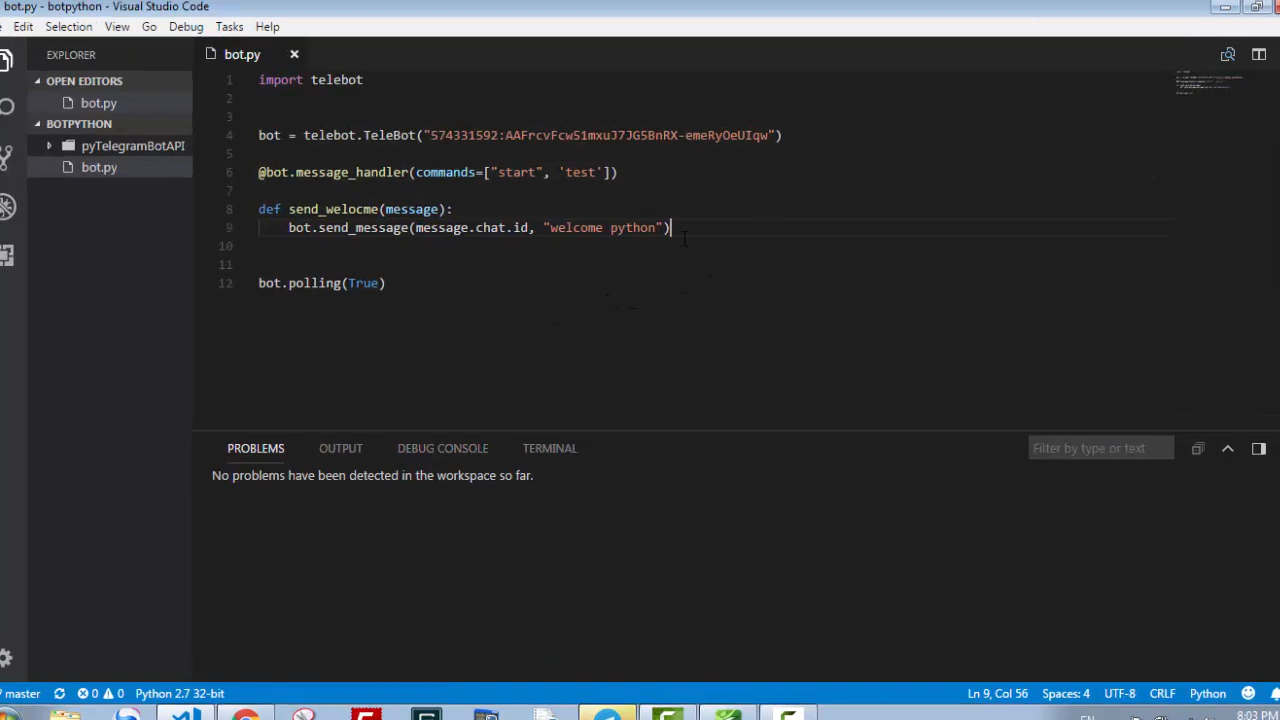 bot.py - botpython - Visual Studio Code
Edit Selection View Go Debug Tasks Help
EXPLORER
OPEN EDITORS
bot.py
BOTPYTHON
pyTelegramBotAPI
bot.py
bot.py
1 import telebot
2
3
4 bot = telebot.TeleBot("574331592:AAFrcvFcw51mxuJ7JG5BnRX-emeRyOeUIqw")
5
6 @bot.message_handler(commands=["start", 'test'])
7
8 def send_welocme(message):
9 bot.send_message(message.chat.id, "welcome python")
10
11
12 bot.polling(True)
PROBLEMS OUTPUT DEBUG CONSOLE TERMINAL
Filter by type or text
No problems have been detected in the workspace so far.
master 0 0 Python 2.7 32-bit
Ln 9, Col 56 Spaces: 4 UTF-8 CRLF Python
EN 8:03 PM